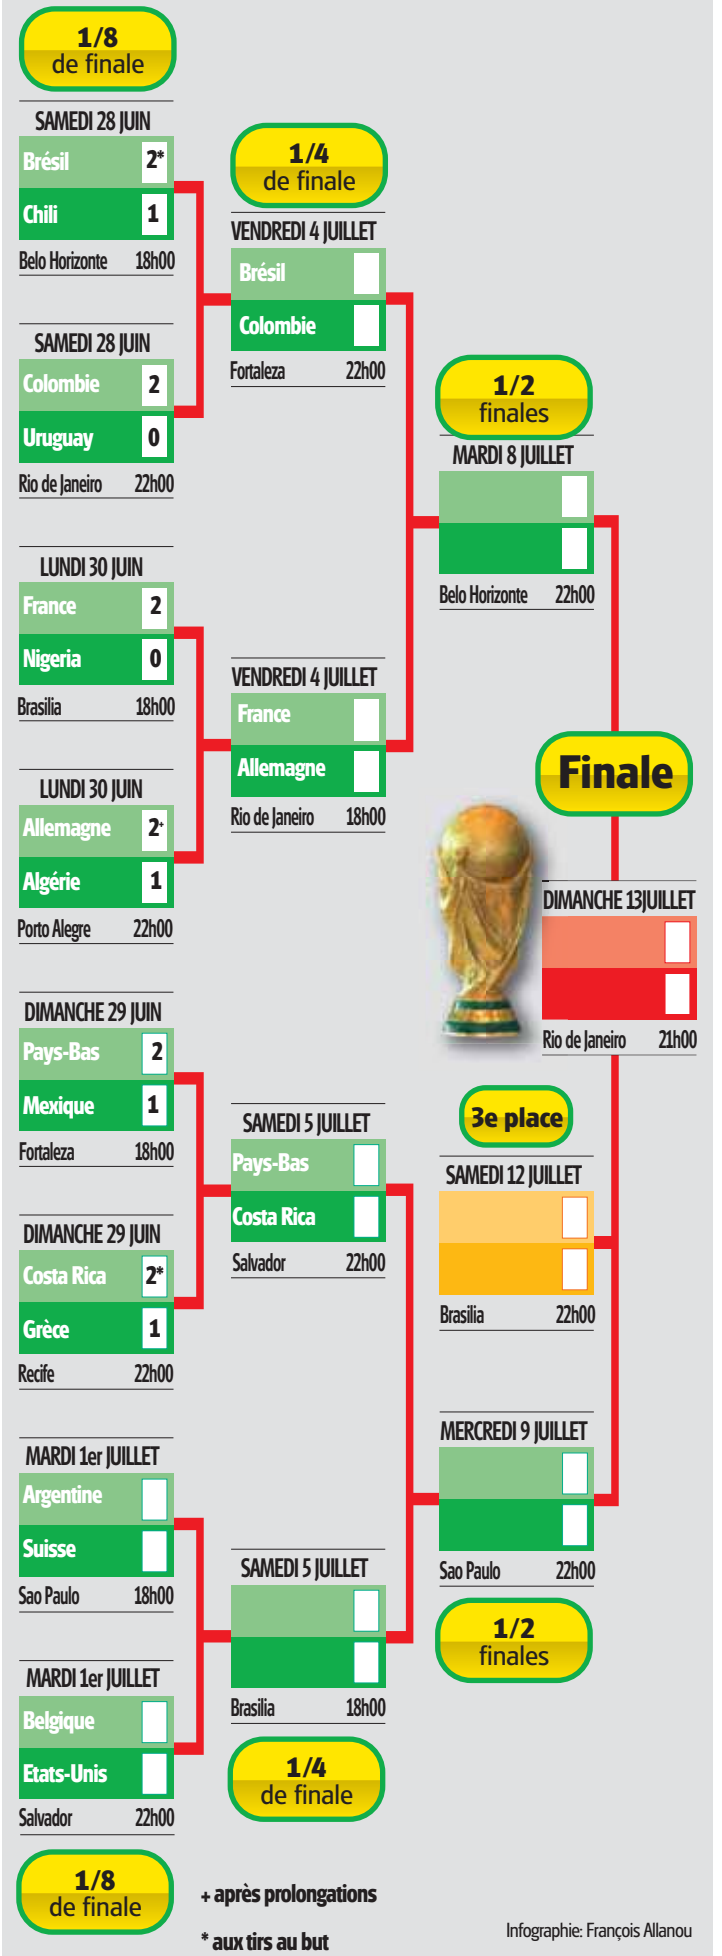 1/8
de finale
SAMEDI 28 JUIN
Brésil 2*
Chili 1
Belo Horizonte 18h00
SAMEDI 28 JUIN
Colombie 2
Uruguay 0
Rio de Janeiro 22h00
LUNDI 30 JUIN
France 2
Nigeria 0
Brasilia 18h00
LUNDI 30 JUIN
Allemagne 2+
Algérie 1
Porto Alegre 22h00
DIMANCHE 29 JUIN
Pays-Bas 2
Mexique 1
Fortaleza 18h00
DIMANCHE 29 JUIN
Costa Rica 2*
Grèce 1
Recife 22h00
MARDI 1er JUILLET
Argentine
Suisse
Sao Paulo 18h00
MARDI 1er JUILLET
Belgique
Etats-Unis
Salvador 22h00
1/8
de finale
1/4
de finale
VENDREDI 4 JUILLET
Brésil
Colombie
Fortaleza 22h00
VENDREDI 4 JUILLET
France
Allemagne
Rio de Janeiro 18h00
SAMEDI 5 JUILLET
Pays-Bas
Costa Rica
Salvador 22h00
SAMEDI 5 JUILLET
Brasilia 18h00
1/4
de finale
1/2
finales
MARDI 8 JUILLET
Belo Horizonte 22h00
Finale
DIMANCHE 13JUILLET
Rio de Janeiro 21h00
3e place
SAMEDI 12 JUILLET
Brasilia 22h00
MERCREDI 9 JUILLET
Sao Paulo 22h00
1/2
finales
+ après prolongations
* aux tirs au but
Infographie: François Allanou